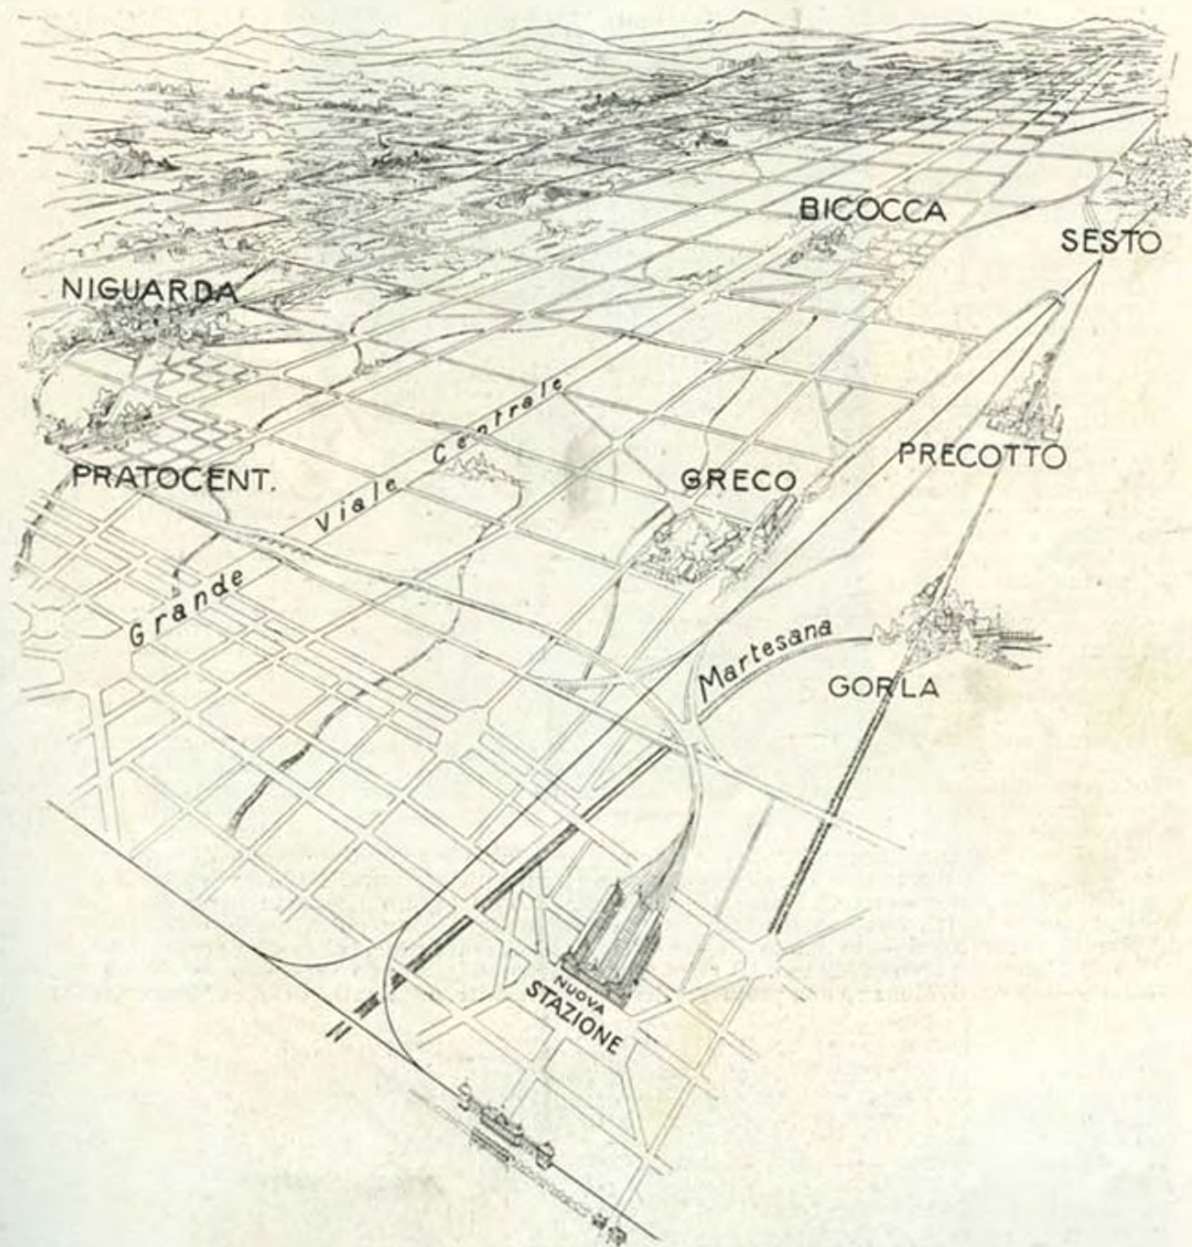 BICOCCA
SESTO
NIGUARDA
Grande Viale Centrale
PRATOCENT.
GRECO
PRECOTTO
Martesana
GORLA
NUOVA
STAZIONE